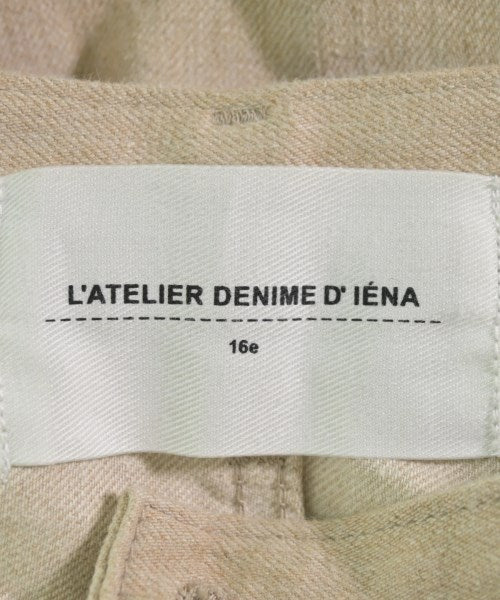 L'ATELIER DENIME D' IÉNA
16e